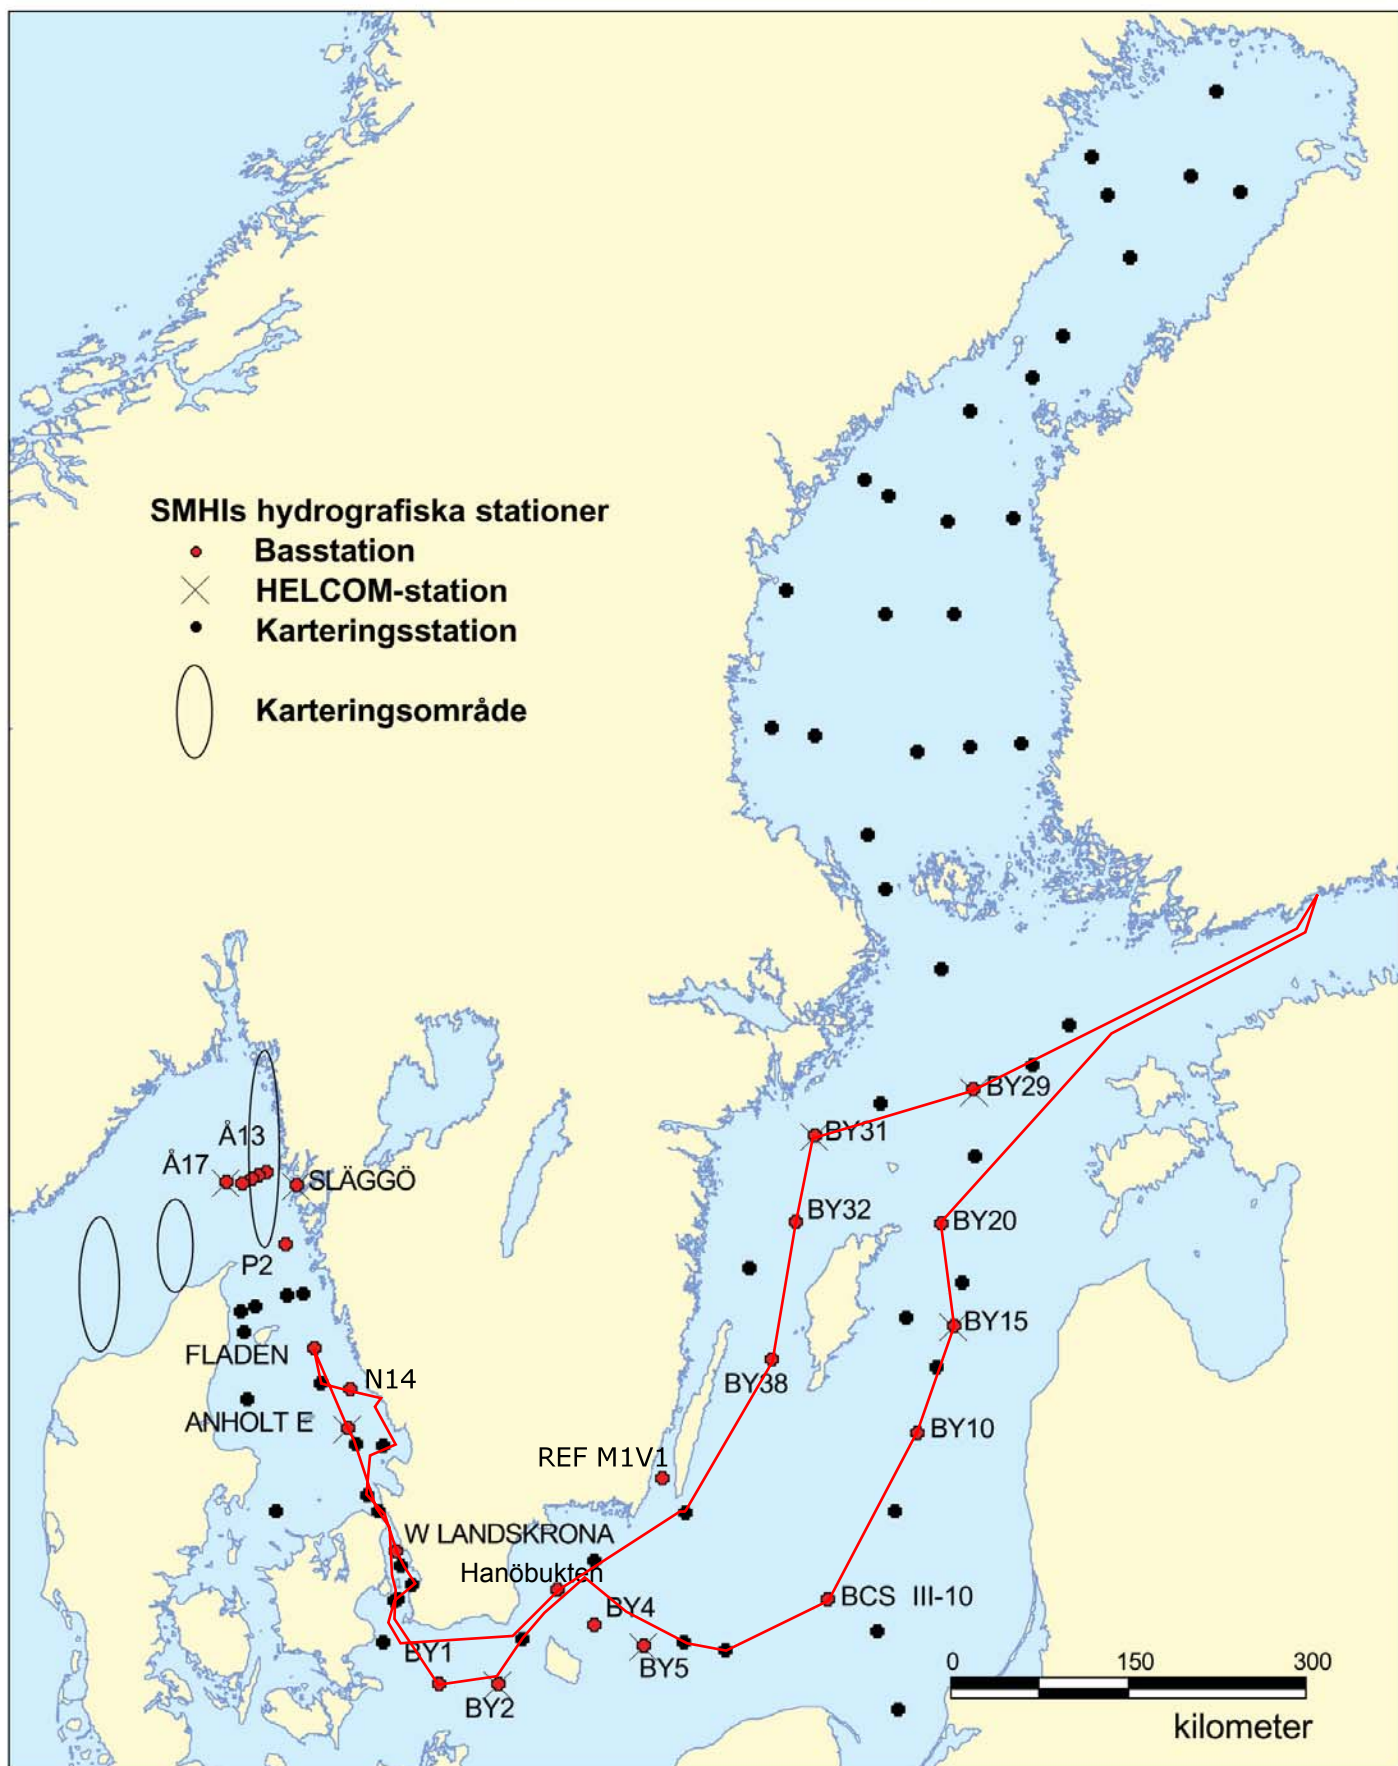 SMHIs hydrografiska stationer
Basstation
HELCOM-station
Karteringsstation
Karteringsområde
BY29
Å13
BY31
Å17
SLÄGGÖ
BY32
BY20
P2
BY15
FLADEN
N14
BY38
ANHOLT E
BY10
REF M1V1
W LANDSKRONA
Hanöbukten
BCS III-10
BY4
BY1
BY5
BY2
0 150 300
kilometer